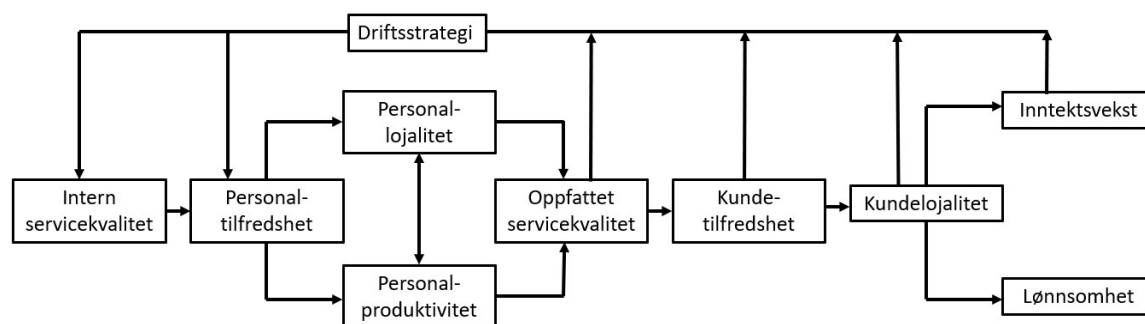 Driftsstrategi
Intern
servicekvalitet
Personal-
tilfredshet
Personal-
lojalitet
Personal-
produktivitet
Oppfattet
servicekvalitet
Kunde-
tilfredshet
Kundelojalitet
Inntektsvekst
Lønnsomhet